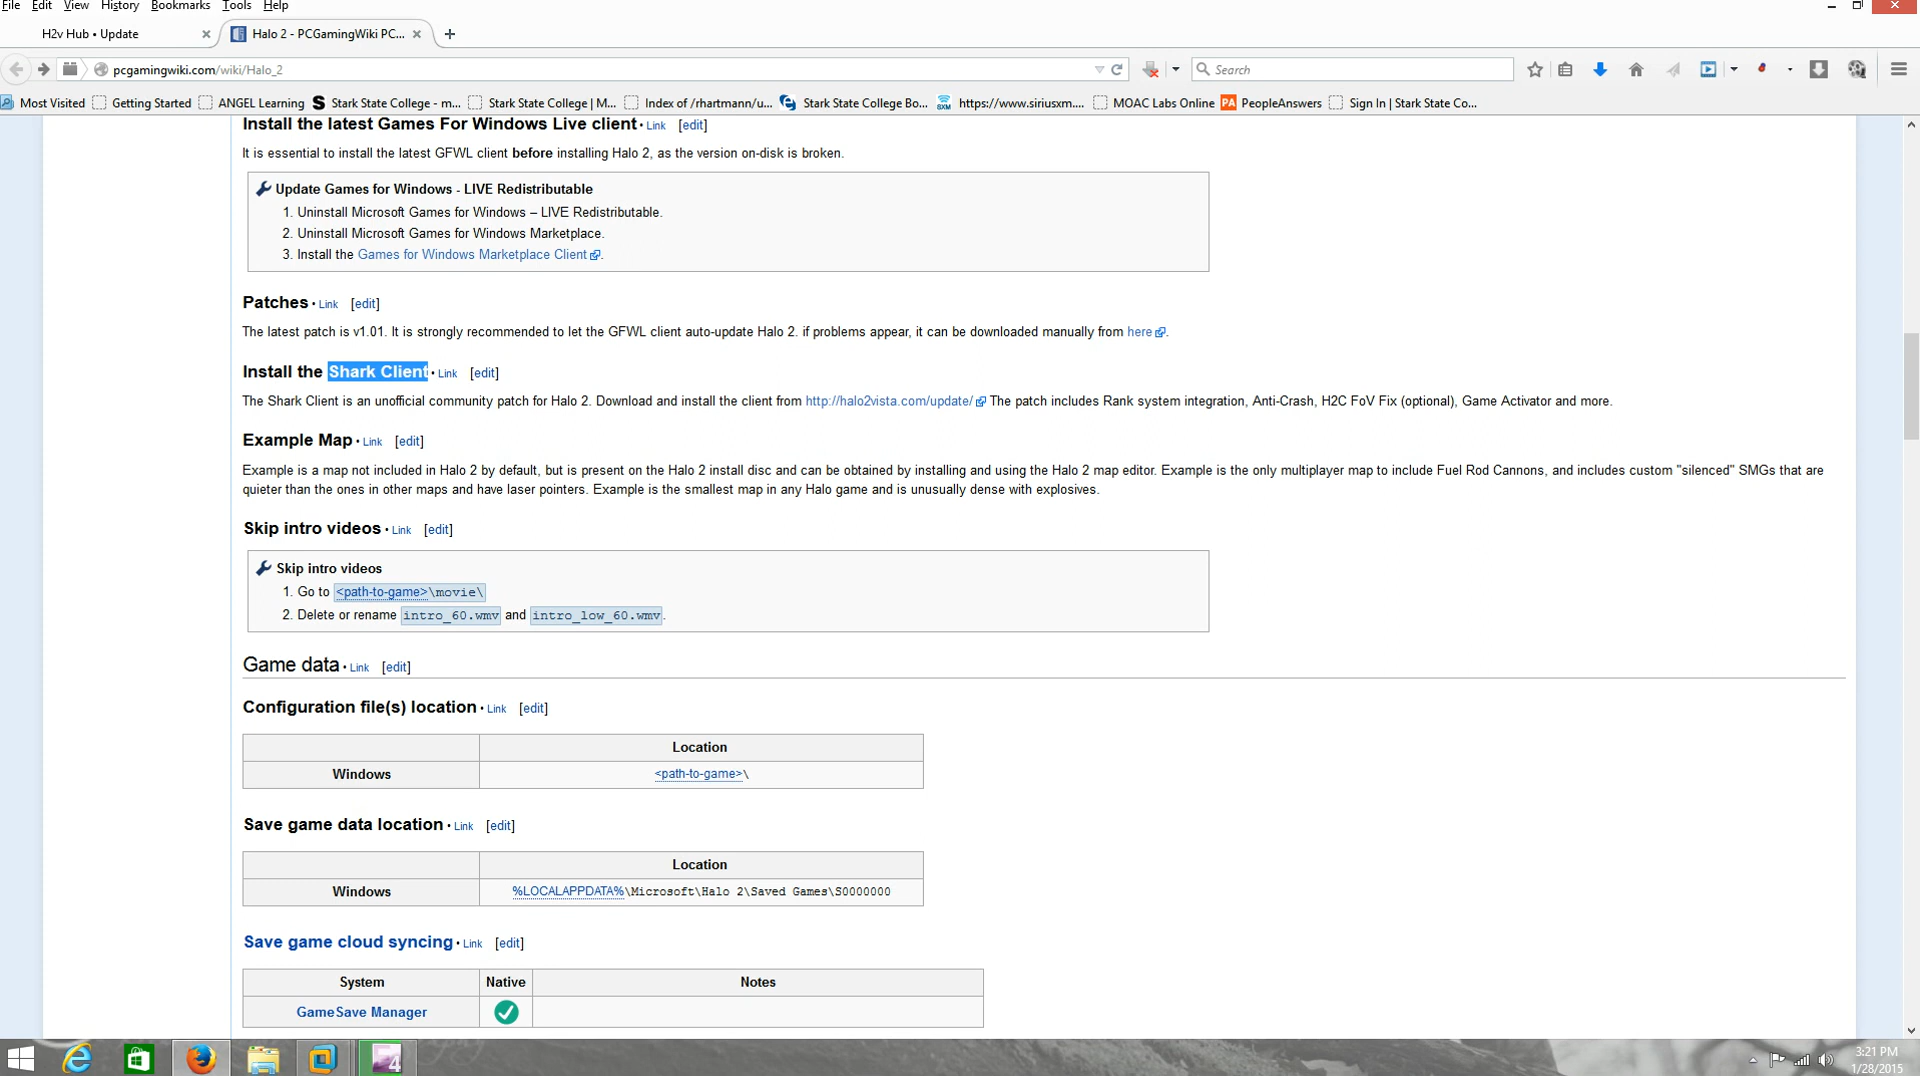 File Edit View History Bookmarks Tools Help
H2v Hub • Update
Halo 2 - PCGamingWiki PC...
pcgamingwiki.com/wiki/Halo_2
Search
Most Visited Getting Started ANGEL Learning Stark State College - m... Stark State College | M... Index of /rhartmann/u... Stark State College Bo... https://www.siriusxm.... MOAC Labs Online PeopleAnswers Sign In | Stark State Co...
Install the latest Games For Windows Live client • Link [edit]
It is essential to install the latest GFWL client before installing Halo 2, as the version on-disk is broken.
Update Games for Windows - LIVE Redistributable
1. Uninstall Microsoft Games for Windows – LIVE Redistributable.
2. Uninstall Microsoft Games for Windows Marketplace.
3. Install the Games for Windows Marketplace Client.
Patches • Link [edit]
The latest patch is v1.01. It is strongly recommended to let the GFWL client auto-update Halo 2. if problems appear, it can be downloaded manually from here.
Install the Shark Client • Link [edit]
The Shark Client is an unofficial community patch for Halo 2. Download and install the client from http://halo2vista.com/update/ The patch includes Rank system integration, Anti-Crash, H2C FoV Fix (optional), Game Activator and more.
Example Map • Link [edit]
Example is a map not included in Halo 2 by default, but is present on the Halo 2 install disc and can be obtained by installing and using the Halo 2 map editor. Example is the only multiplayer map to include Fuel Rod Cannons, and includes custom "silenced" SMGs that are
quieter than the ones in other maps and have laser pointers. Example is the smallest map in any Halo game and is unusually dense with explosives.
Skip intro videos • Link [edit]
Skip intro videos
1. Go to <path-to-game>\movie\
2. Delete or rename intro_60.wmv and intro_low_60.wmv.
Game data • Link [edit]
Configuration file(s) location • Link [edit]
Location
Windows <path-to-game>\
Save game data location • Link [edit]
Location
Windows %LOCALAPPDATA%\Microsoft\Halo 2\Saved Games\S0000000
Save game cloud syncing • Link [edit]
System Native Notes
GameSave Manager
3:21 PM
1/28/2015